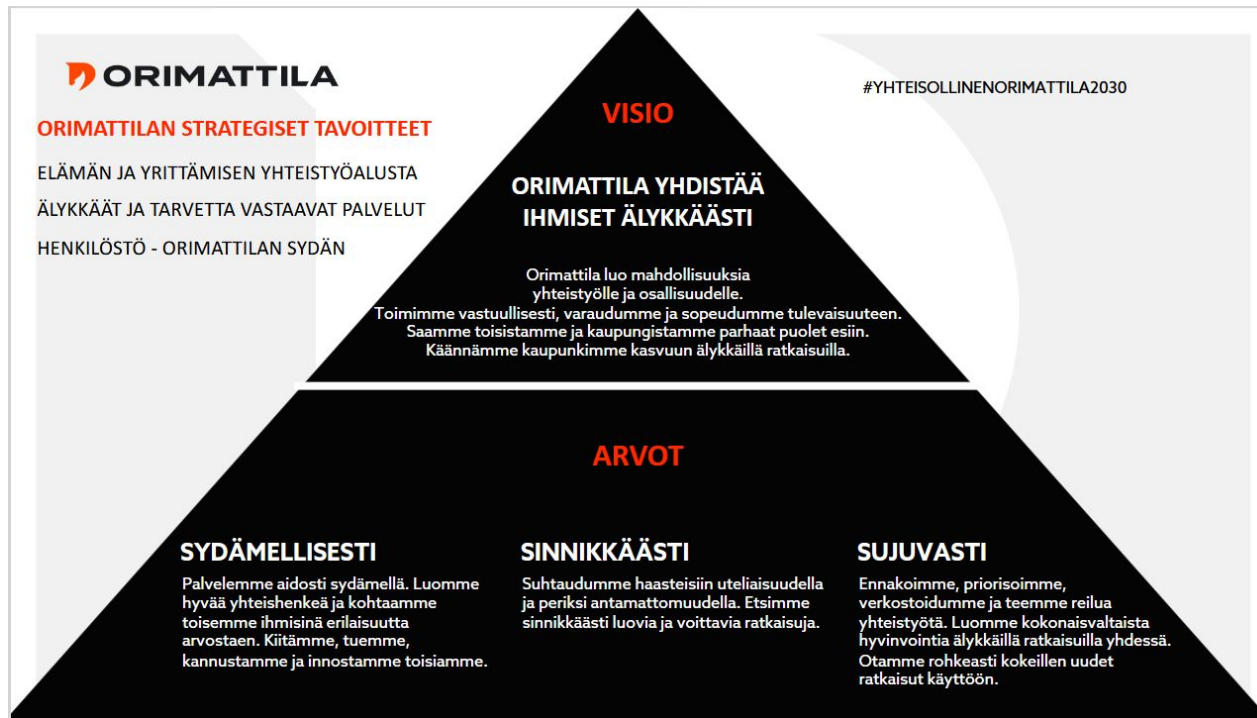 ORIMATTILA
#YHTEISOLLINENORIMATTILA2030
ORIMATTILAN STRATEGISET TAVOITTEET
ELÄMÄN JA YRITTÄMISEN YHTEISTYÖALUSTA
ÄLYKKÄÄT JA TARVETTA VASTAAVAT PALVELUT
HENKILÖSTÖ - ORIMATTILAN SYDÄN
VISIO
ORIMATTILA YHDISTÄÄ
IHMISET ÄLYKKÄÄSTI
Orimattila luo mahdollisuuksia
yhteistyölle ja osallisuudelle.
Toimimme vastuullisesti, varaudumme ja sopeudumme tulevaisuuteen.
Saamme toisistamme ja kaupungistamme parhaat puolet esiin.
Käännämme kaupunkimme kasvuun älykkäillä ratkaisuilla.
ARVOT
SYDÄMELLISESTI
Palvelemme aidosti sydämellä. Luomme
hyvää yhteishenkeä ja kohtaamme
toisemme ihmisinä erilaisuutta
arvostaen. Kiitämme, tuemme,
kannustamme ja innostamme toisiamme.
SINNIKKÄÄSTI
Suhtaudumme haasteisiin uteliaisuudella
ja periksi antamattomuudella. Etsimme
sinnikkäästi luovia ja voittavia ratkaisuja.
SUJUVASTI
Ennakoimme, priorisoimme,
verkostoidumme ja teemme reilua
yhteistyötä. Luomme kokonaisvaltaista
hyvinvointia älykkäillä ratkaisuilla yhdessä.
Otamme rohkeasti kokeillen uudet
ratkaisut käyttöön.